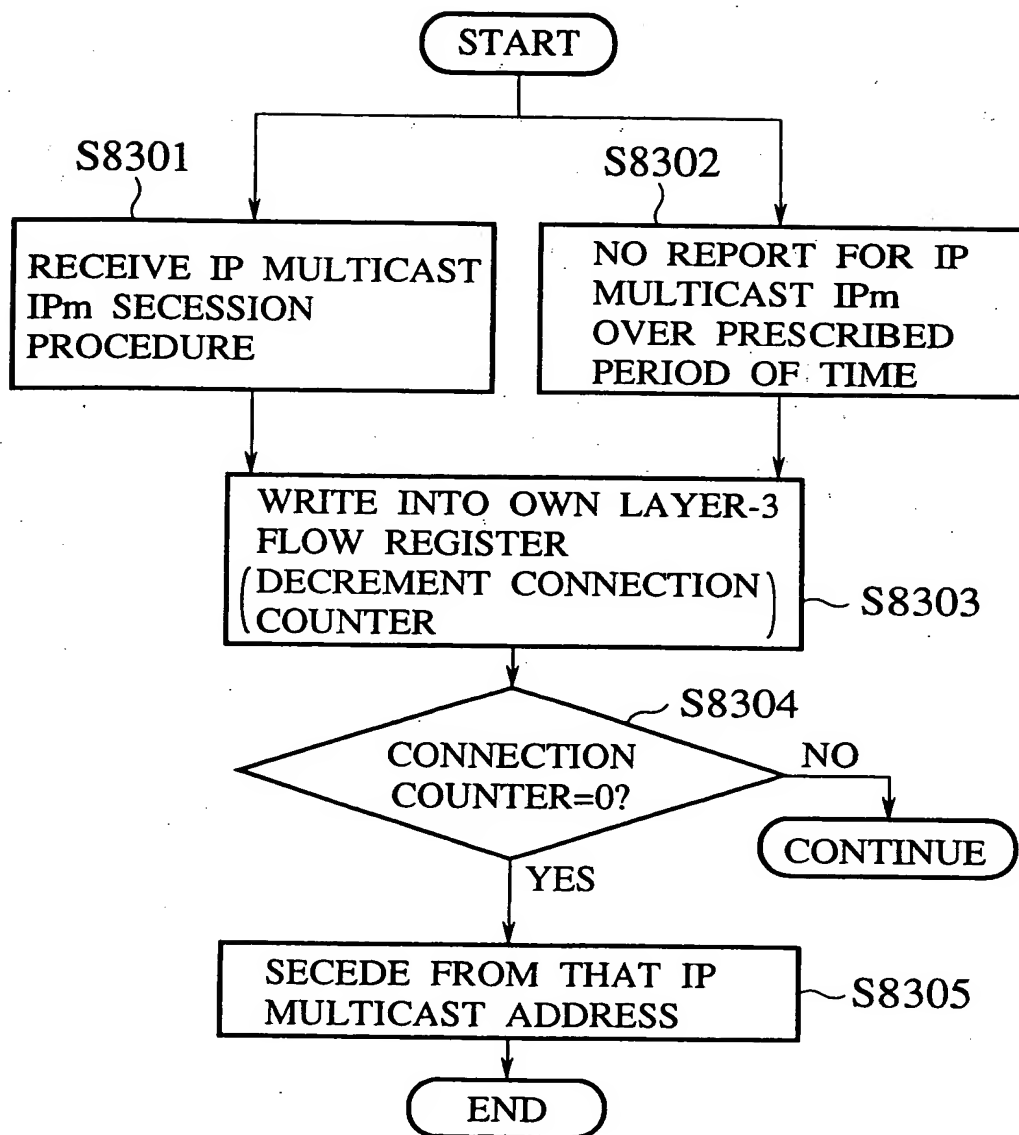 START
S8301
S8302
RECEIVE IP MULTICAST
IPm SECESSION
PROCEDURE
NO REPORT FOR IP
MULTICAST IPm
OVER PRESCRIBED
PERIOD OF TIME
WRITE INTO OWN LAYER-3
FLOW REGISTER
(DECREMENT CONNECTION
COUNTER)
S8303
S8304
CONNECTION
COUNTER=0?
NO
CONTINUE
YES
SECEDE FROM THAT IP
MULTICAST ADDRESS
S8305
END